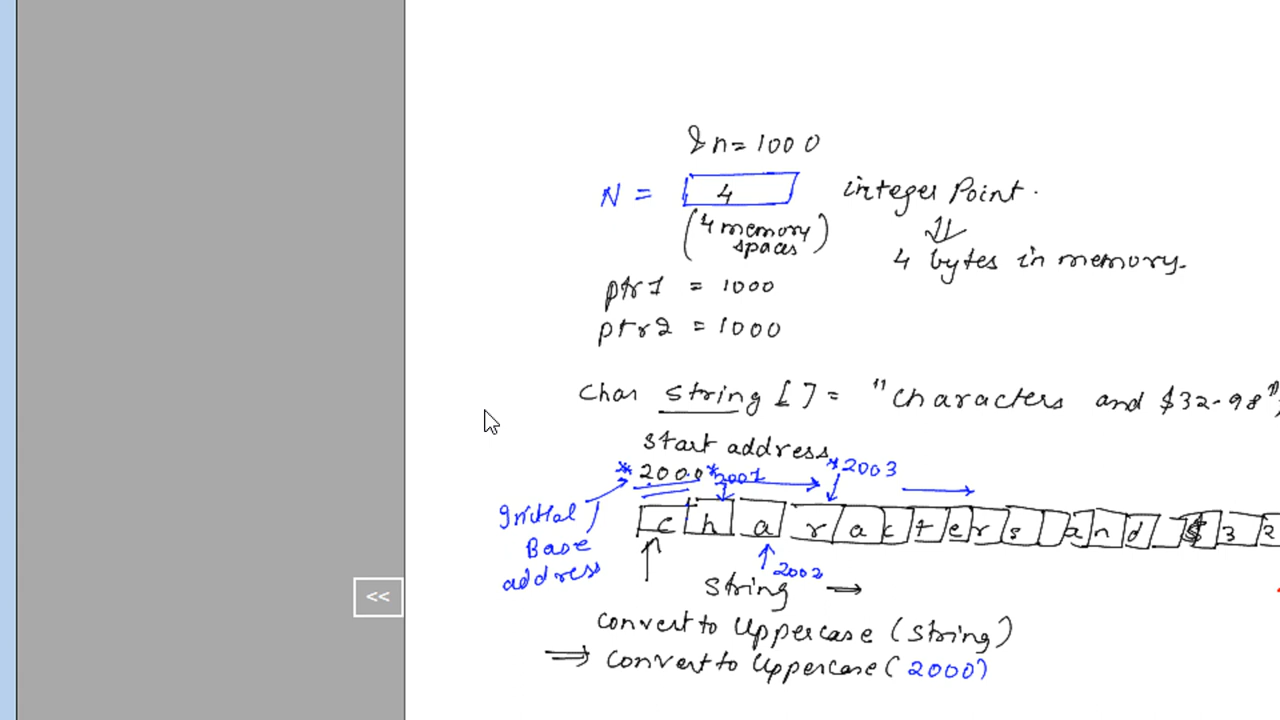 &n = 1000
N = 4 integer Point.
(4 memory spaces)
4 bytes in memory.
ptr1 = 1000
ptr2 = 1000
Char string [ ] = "Characters and $32.98";
start address
*2000 *2001 *2003
Initial Base address
c h a r a c t e r s a n d $ 3 2
2002
string →
Convert to Uppercase (string)
⇒ Convert to Uppercase (2000)
<<